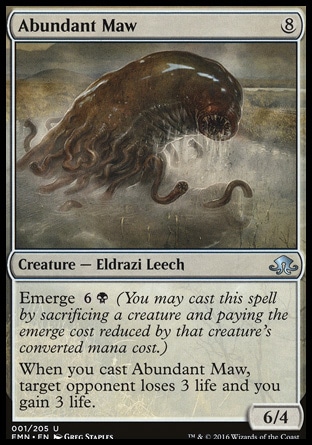 Abundant Maw 8
Creature — Eldrazi Leech
Emerge 6 (You may cast this spell
by sacrificing a creature and paying the
emerge cost reduced by that creature's
converted mana cost.)
When you cast Abundant Maw,
target opponent loses 3 life and you
gain 3 life.
6/4
001/205 U
EMN • EN Greg Staples
™ & © 2016 Wizards of the Coast